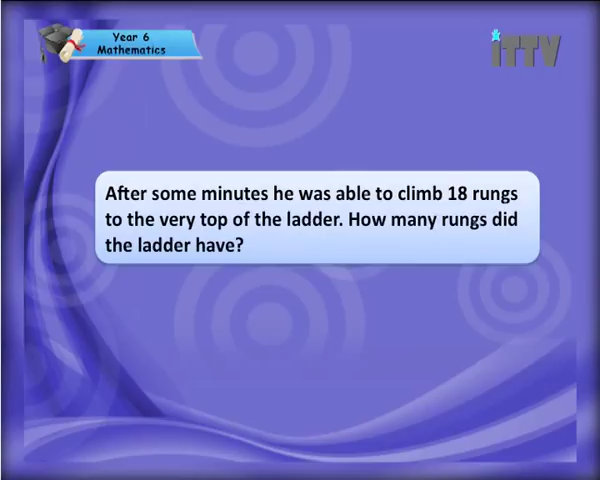 Year 6
Mathematics
iTTV
After some minutes he was able to climb 18 rungs
to the very top of the ladder. How many rungs did
the ladder have?